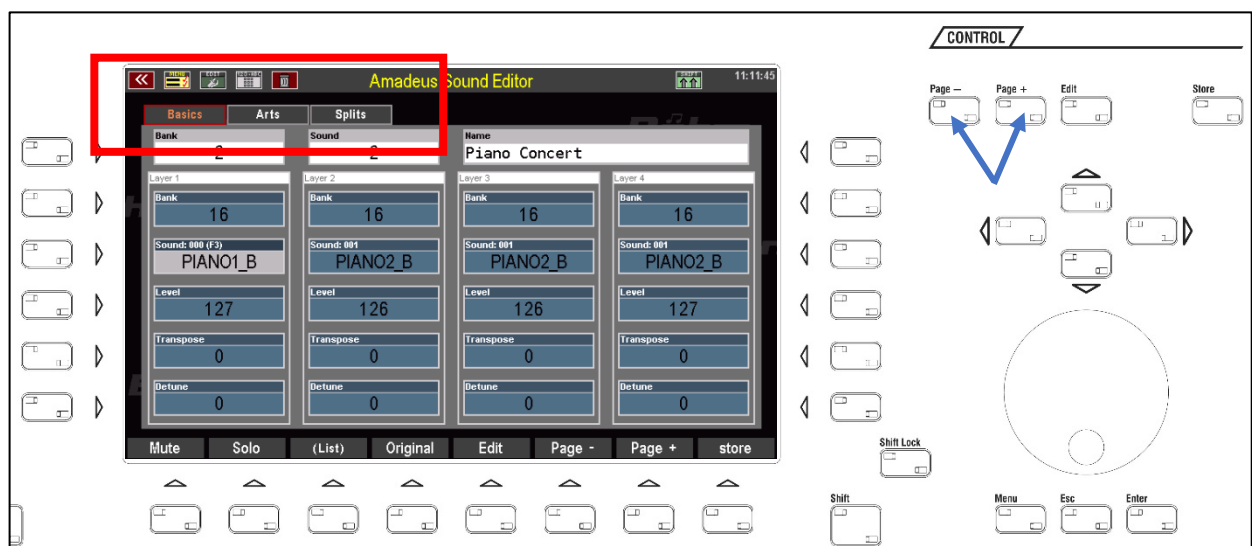 CONTROL
Amadeus Sound Editor
11:11:45
Page – Page + Edit Store
Basics Arts Splits
Bank Sound Name
2 2 Piano Concert
Layer 1 Layer 2 Layer 3 Layer 4
Bank Bank Bank Bank
16 16 16 16
Sound: 000 (F3) Sound: 001 Sound: 001 Sound: 001
PIANO1_B PIANO2_B PIANO2_B PIANO2_B
Level Level Level Level
127 126 126 127
Transpose Transpose Transpose Transpose
0 0 0 0
Detune Detune Detune Detune
0 0 0 0
Mute Solo (List) Original Edit Page - Page + store
Shift Lock
Shift Menu Esc Enter